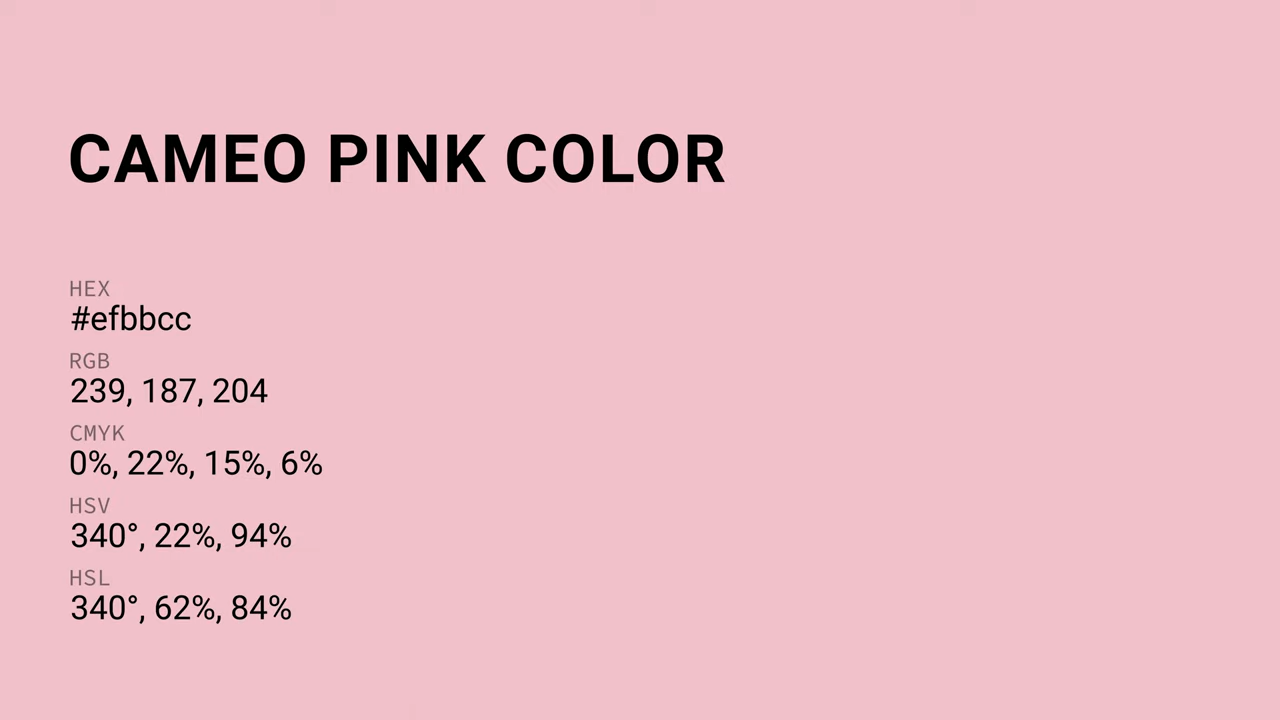 CAMEO PINK COLOR
HEX
#efbbcc
RGB
239, 187, 204
CMYK
0%, 22%, 15%, 6%
HSV
340°, 22%, 94%
HSL
340°, 62%, 84%